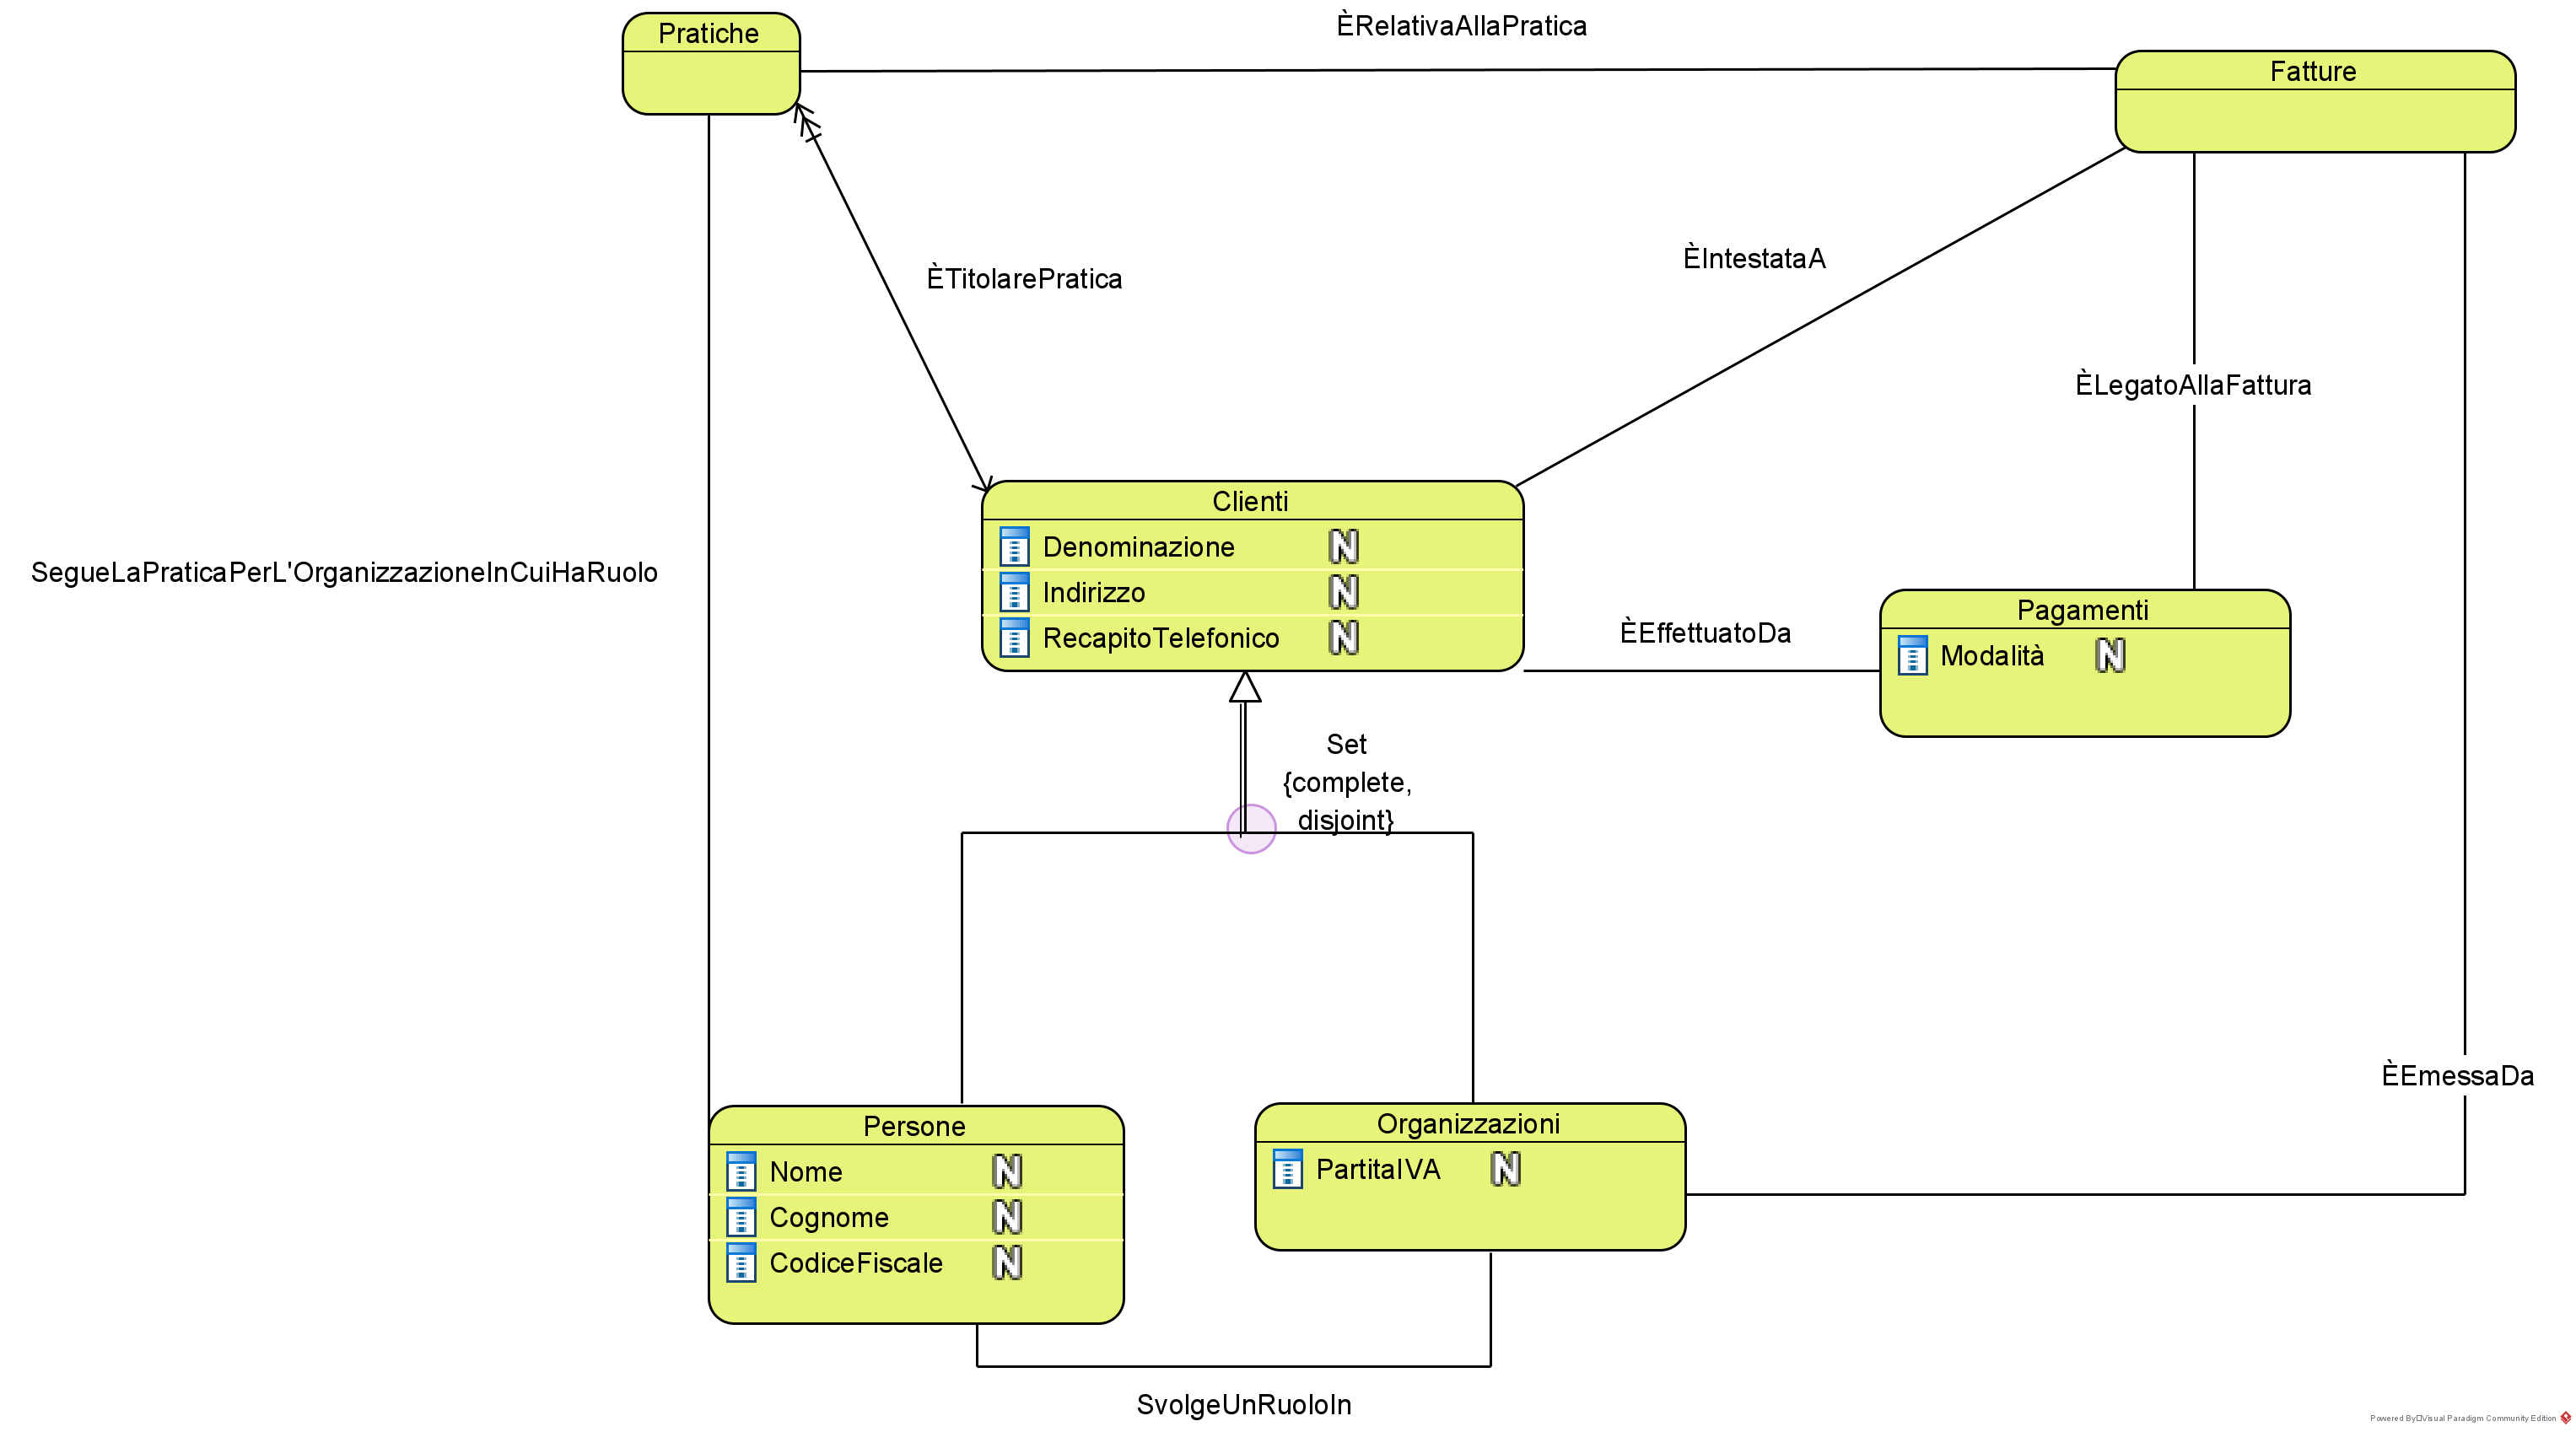 Pratiche
ÈRelativaAllaPratica
Fatture
ÈTitolarePratica
ÈIntestataA
ÈLegatoAllaFattura
SegueLaPraticaPerL'OrganizzazioneInCuiHaRuolo
Clienti
Denominazione N
Indirizzo N
RecapitoTelefonico N
ÈEffettuatoDa
Pagamenti
Modalità N
Set
{complete,
disjoint}
ÈEmessaDa
Persone
Nome N
Cognome N
CodiceFiscale N
Organizzazioni
PartitaIVA N
SvolgeUnRuoloIn
Powered By Visual Paradigm Community Edition